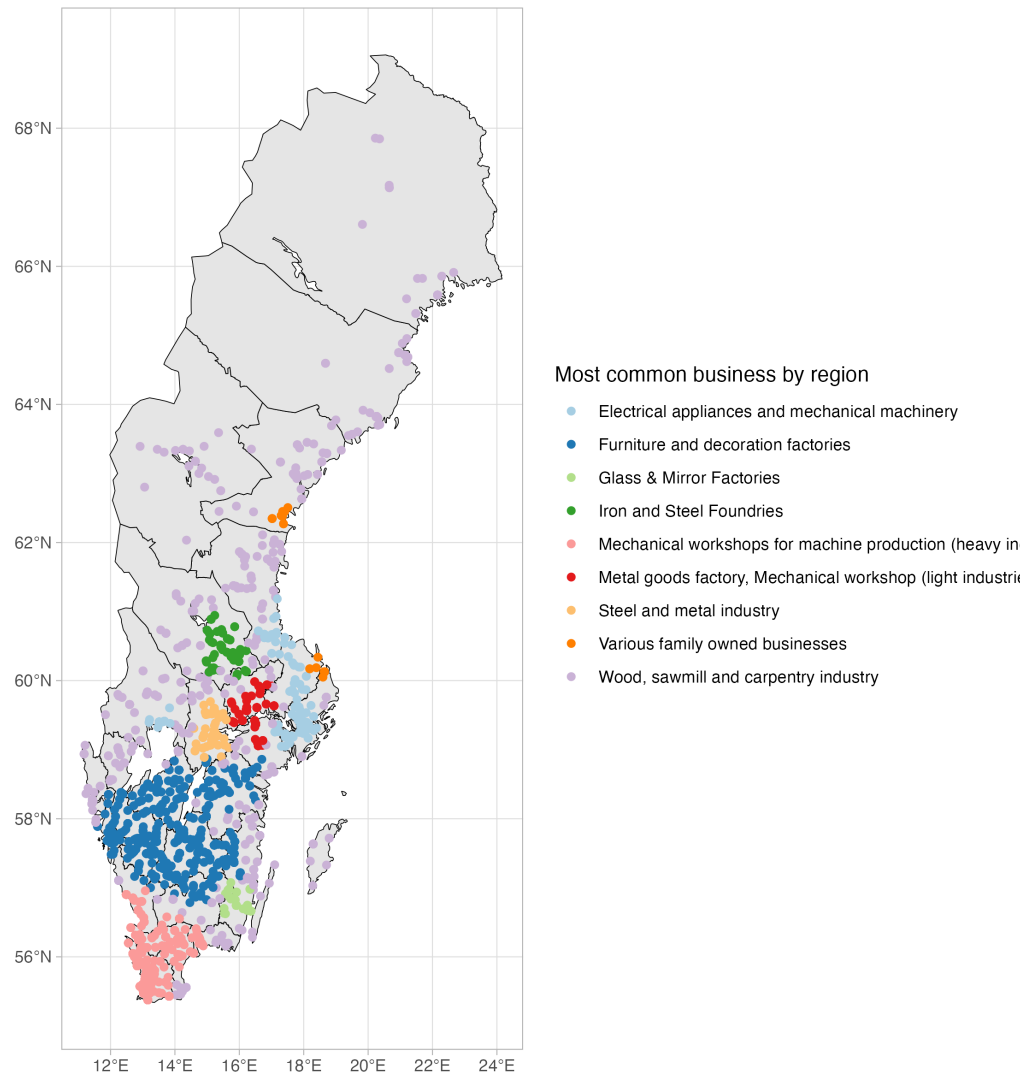 68°N
66°N
64°N
62°N
60°N
58°N
56°N
12°E 14°E 16°E 18°E 20°E 22°E 24°E
Most common business by region
Electrical appliances and mechanical machinery
Furniture and decoration factories
Glass & Mirror Factories
Iron and Steel Foundries
Mechanical workshops for machine production (heavy in
Metal goods factory, Mechanical workshop (light industrie
Steel and metal industry
Various family owned businesses
Wood, sawmill and carpentry industry